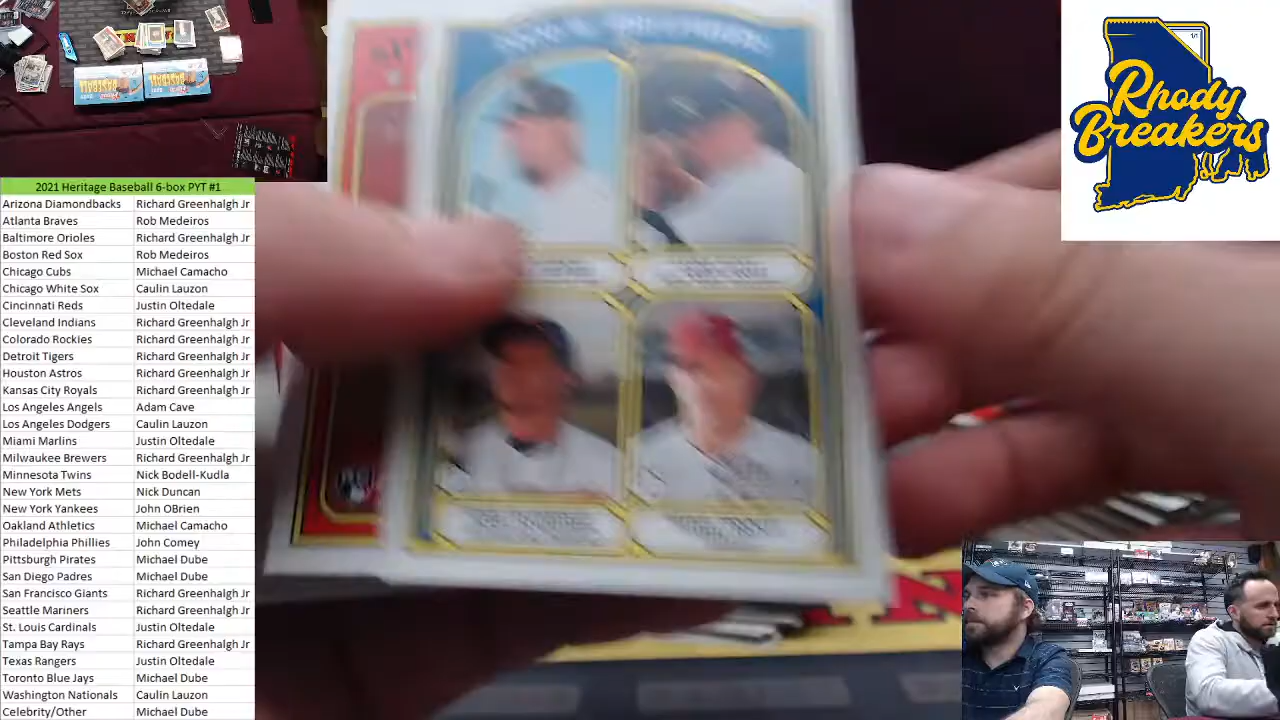 2021 Heritage Baseball 6-box PYT #1
Arizona Diamondbacks Richard Greenhalgh Jr
Atlanta Braves Rob Medeiros
Baltimore Orioles Richard Greenhalgh Jr
Boston Red Sox Rob Medeiros
Chicago Cubs Michael Camacho
Chicago White Sox Caulin Lauzon
Cincinnati Reds Justin Oltedale
Cleveland Indians Richard Greenhalgh Jr
Colorado Rockies Richard Greenhalgh Jr
Detroit Tigers Richard Greenhalgh Jr
Houston Astros Richard Greenhalgh Jr
Kansas City Royals Richard Greenhalgh Jr
Los Angeles Angels Adam Cave
Los Angeles Dodgers Caulin Lauzon
Miami Marlins Justin Oltedale
Milwaukee Brewers Richard Greenhalgh Jr
Minnesota Twins Nick Bodell-Kudla
New York Mets Nick Duncan
New York Yankees John OBrien
Oakland Athletics Michael Camacho
Philadelphia Phillies John Comey
Pittsburgh Pirates Michael Dube
San Diego Padres Michael Dube
San Francisco Giants Richard Greenhalgh Jr
Seattle Mariners Richard Greenhalgh Jr
St. Louis Cardinals Justin Oltedale
Tampa Bay Rays Richard Greenhalgh Jr
Texas Rangers Justin Oltedale
Toronto Blue Jays Michael Dube
Washington Nationals Caulin Lauzon
Celebrity/Other Michael Dube
1/1
Rhody
Breakers
BASEBALL
BASEBALL